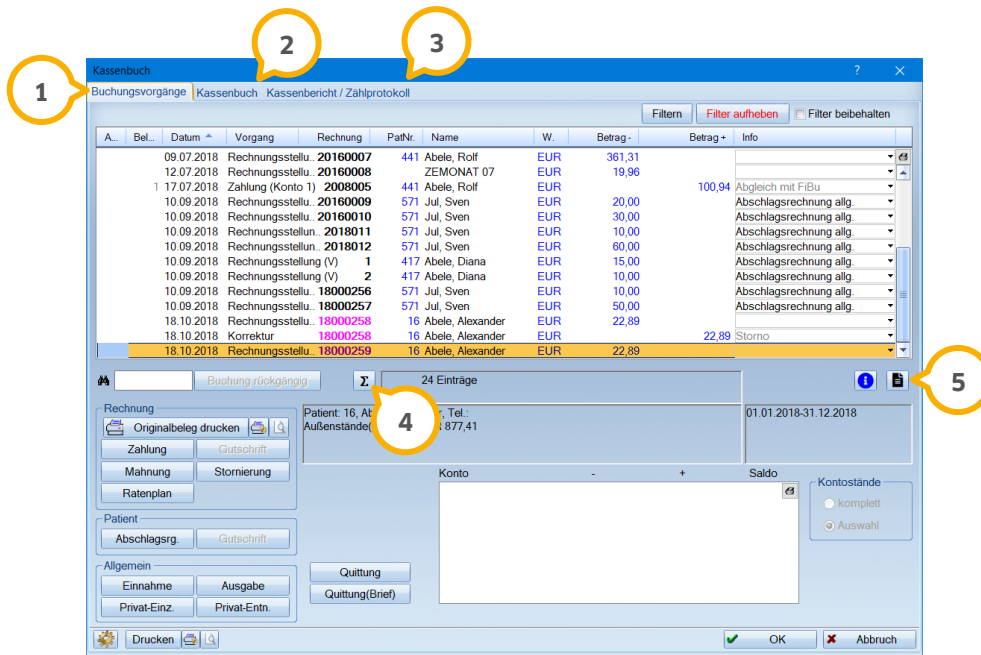 2
3
1
5
4
Kassenbuch ? ×
Buchungsvorgänge Kassenbuch Kassenbericht / Zählprotokoll
Filtern Filter aufheben Filter beibehalten
A... Bel... Datum Vorgang Rechnung PatNr. Name W. Betrag - Betrag + Info
09.07.2018 Rechnungsstellu.. 20160007 441 Abele, Rolf EUR 361,31
12.07.2018 Rechnungsstellu.. 20160008 ZEMONAT 07 EUR 19,96
1 17.07.2018 Zahlung (Konto 1) 2008005 441 Abele, Rolf EUR 100,94 Abgleich mit FiBu
10.09.2018 Rechnungsstellu.. 20160009 571 Jul, Sven EUR 20,00 Abschlagsrechnung allg.
10.09.2018 Rechnungsstellu.. 20160010 571 Jul, Sven EUR 30,00 Abschlagsrechnung allg.
10.09.2018 Rechnungsstellun.. 2018011 571 Jul, Sven EUR 10,00 Abschlagsrechnung allg.
10.09.2018 Rechnungsstellun.. 2018012 571 Jul, Sven EUR 60,00 Abschlagsrechnung allg.
10.09.2018 Rechnungsstellung (V) 1 417 Abele, Diana EUR 15,00 Abschlagsrechnung allg.
10.09.2018 Rechnungsstellung (V) 2 417 Abele, Diana EUR 10,00 Abschlagsrechnung allg.
10.09.2018 Rechnungsstellu.. 18000256 571 Jul, Sven EUR 10,00 Abschlagsrechnung allg.
10.09.2018 Rechnungsstellu.. 18000257 571 Jul, Sven EUR 50,00 Abschlagsrechnung allg.
18.10.2018 Rechnungsstellu.. 18000258 16 Abele, Alexander EUR 22,89
18.10.2018 Korrektur 18000258 16 Abele, Alexander EUR 22,89 Storno
18.10.2018 Rechnungsstellu.. 18000259 16 Abele, Alexander EUR 22,89
Buchung rückgängig Σ 24 Einträge
Rechnung
Originalbeleg drucken
Zahlung Gutschrift
Mahnung Stornierung
Ratenplan
Patient: 16, Ab r, Tel.:
Außenstände( 877,41
01.01.2018-31.12.2018
Konto - + Saldo
Kontostände
komplett
Auswahl
Patient
Abschlagsrg. Gutschrift
Allgemein
Einnahme Ausgabe
Privat-Einz. Privat-Entn.
Quittung
Quittung(Brief)
Drucken OK Abbruch